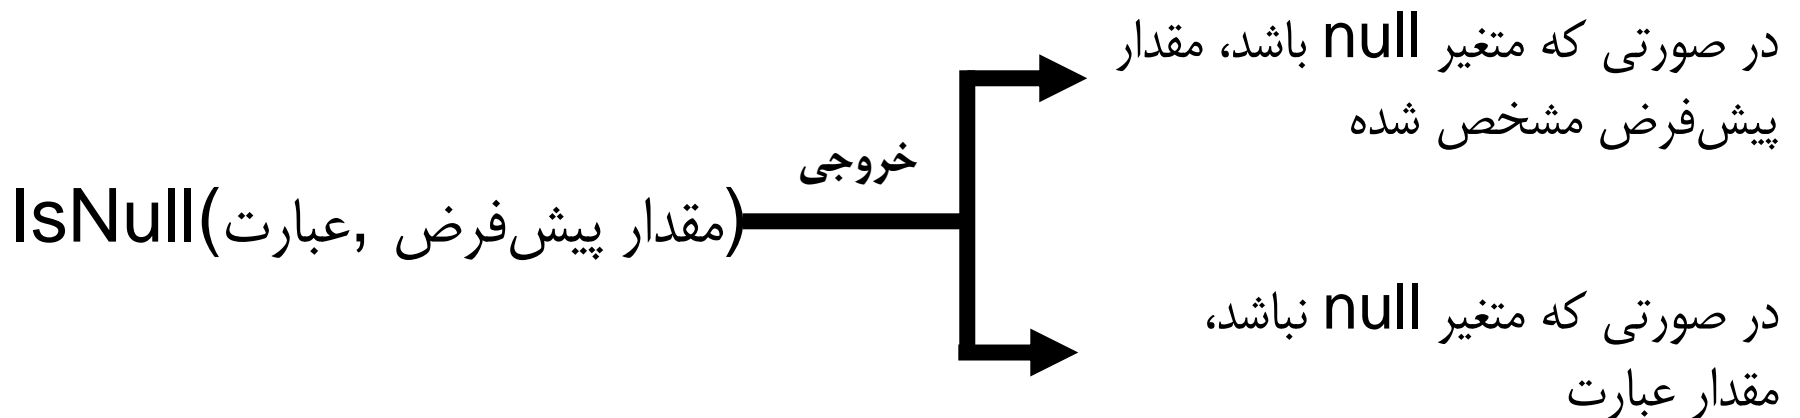 IsNull(عبارت, مقدار پیش‌فرض)
خروجی
در صورتی که متغیر null باشد، مقدار
پیش‌فرض مشخص شده
در صورتی که متغیر null نباشد،
مقدار عبارت